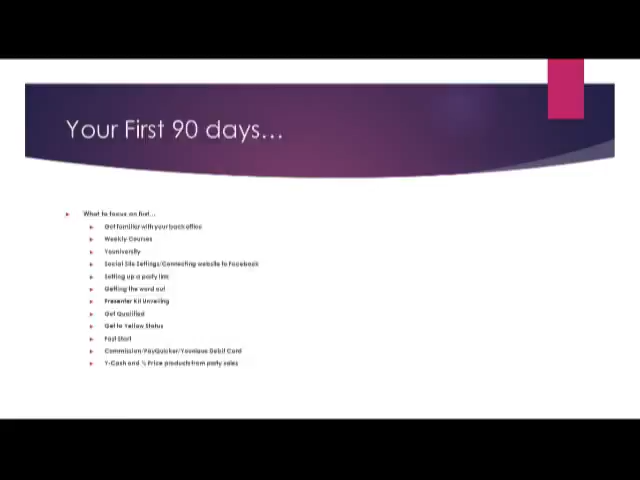 Your First 90 days...
What to focus on first...
Get familiar with your back office
Weekly Courses
Youniversity
Social Site Settings/Connecting website to Facebook
Setting up a party link
Getting the word out
Presenter Kit Unveiling
Get Qualified
Get to Yellow Status
Fast Start
Commission/PayQuicker/Younique Debit Card
Y-Cash and ½ Price products from party sales